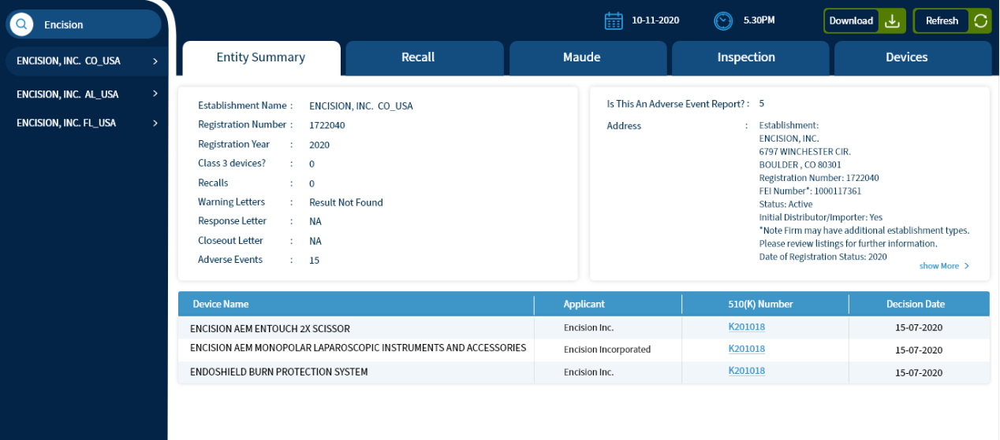 Encision
10-11-2020
5.30PM
Download
Refresh
ENCISION, INC. CO_USA
ENCISION, INC. AL_USA
ENCISION, INC. FL_USA
Entity Summary
Recall
Maude
Inspection
Devices
Establishment Name : ENCISION, INC. CO_USA
Registration Number : 1722040
Registration Year : 2020
Class 3 devices? : 0
Recalls : 0
Warning Letters : Result Not Found
Response Letter : NA
Closeout Letter : NA
Adverse Events : 15
Is This An Adverse Event Report? : 5
Address : Establishment:
ENCISION, INC.
6797 WINCHESTER CIR.
BOULDER , CO 80301
Registration Number: 1722040
FEI Number*: 1000117361
Status: Active
Initial Distributor/Importer: Yes
*Note Firm may have additional establishment types.
Please review listings for further information.
Date of Registration Status: 2020
show More >
Device Name Applicant 510(K) Number Decision Date
ENCISION AEM ENTOUCH 2X SCISSOR Encision Inc. K201018 15-07-2020
ENCISION AEM MONOPOLAR LAPAROSCOPIC INSTRUMENTS AND ACCESSORIES Encision Incorporated K201018 15-07-2020
ENDOSHIELD BURN PROTECTION SYSTEM Encision Inc. K201018 15-07-2020